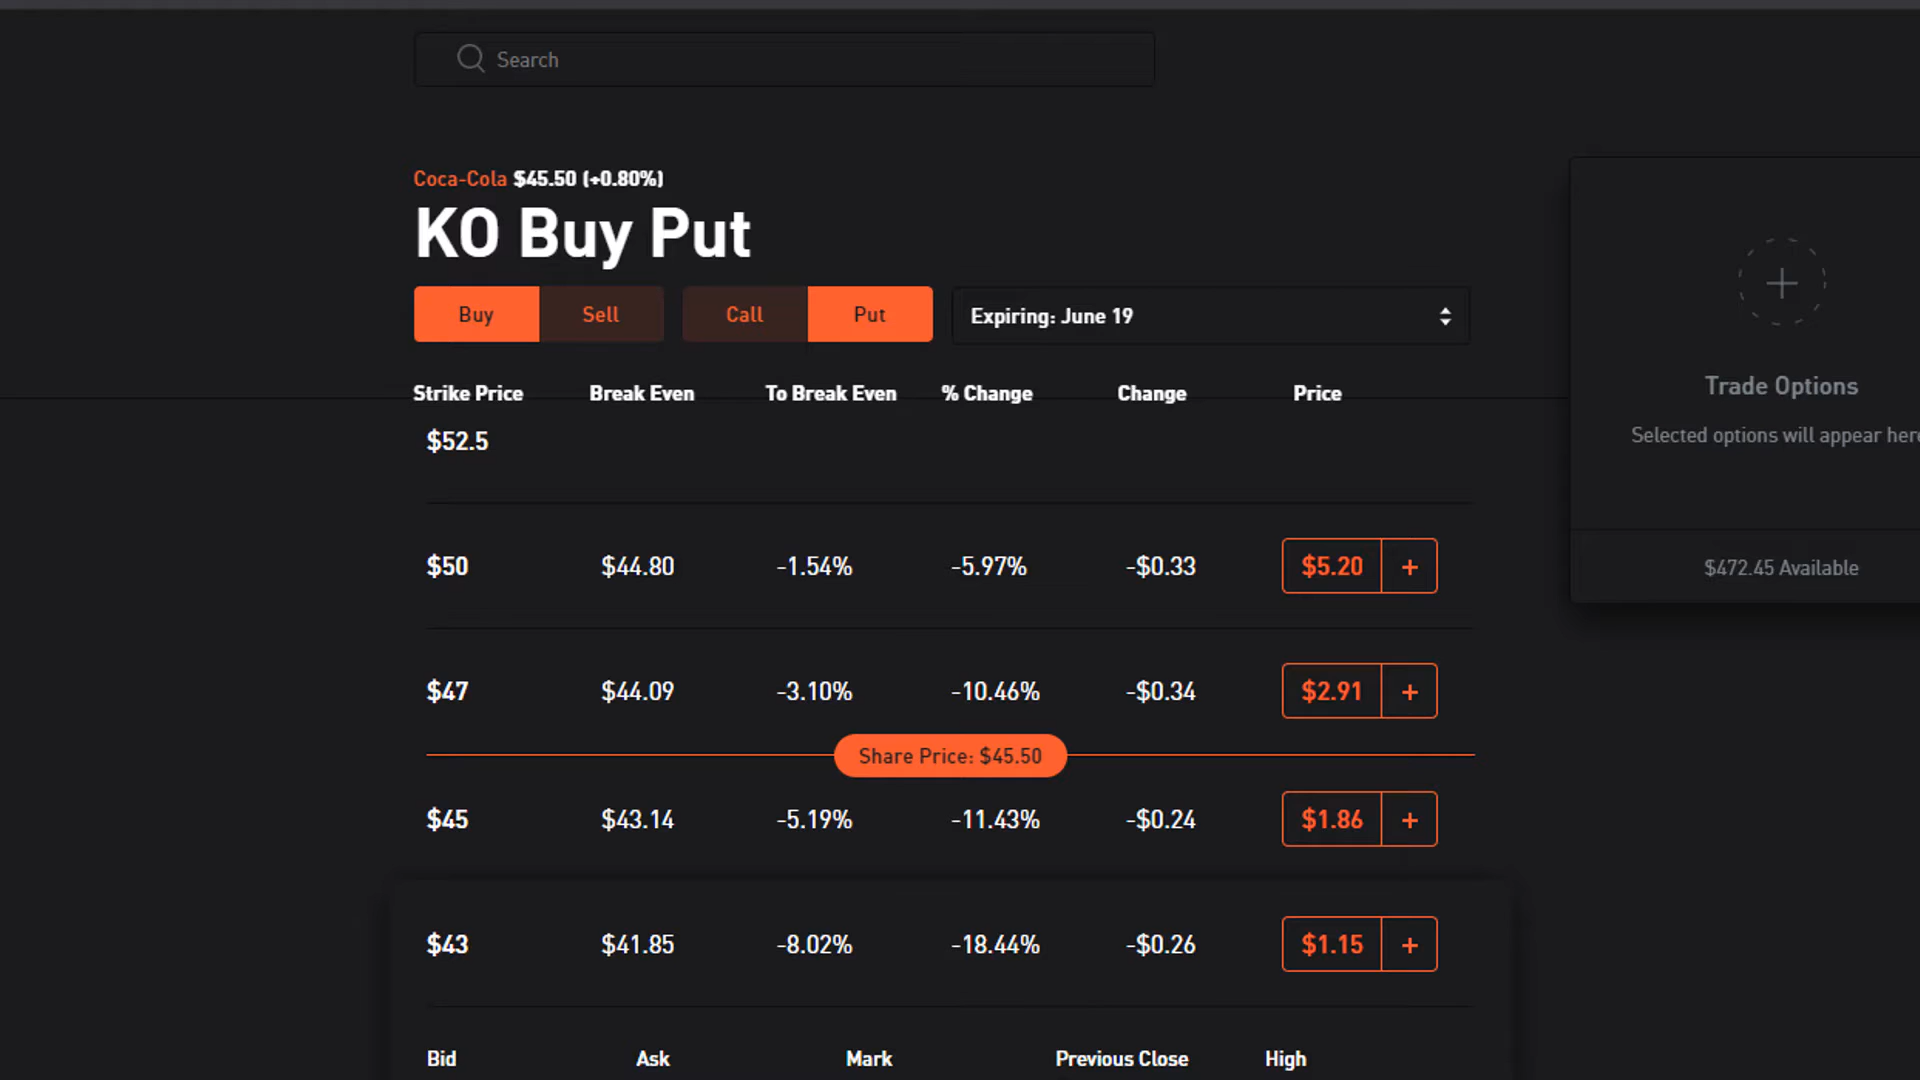 Search
Coca-Cola $45.50 (+0.80%)
KO Buy Put
Buy Sell Call Put Expiring: June 19
Strike Price Break Even To Break Even % Change Change Price
$52.5
$50 $44.80 -1.54% -5.97% -$0.33 $5.20 +
$47 $44.09 -3.10% -10.46% -$0.34 $2.91 +
Share Price: $45.50
$45 $43.14 -5.19% -11.43% -$0.24 $1.86 +
$43 $41.85 -8.02% -18.44% -$0.26 $1.15 +
Bid Ask Mark Previous Close High
Trade Options
Selected options will appear here
$472.45 Available